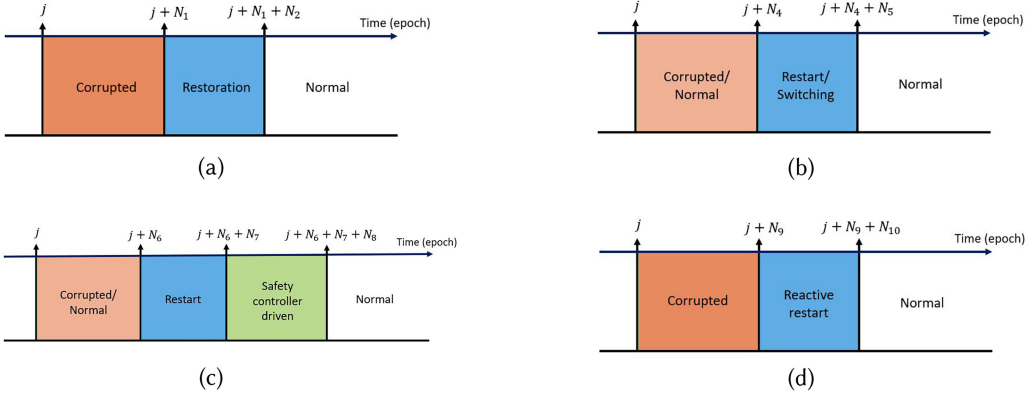 j
j + N₁
j + N₁ + N₂
Time (epoch)
Corrupted
Restoration
Normal
(a)
j
j + N₄
j + N₄ + N₅
Time (epoch)
Corrupted/
Normal
Restart/
Switching
Normal
(b)
j
j + N₆
j + N₆ + N₇
j + N₆ + N₇ + N₈
Time (epoch)
Corrupted/
Normal
Restart
Safety
controller
driven
Normal
(c)
j
j + N₉
j + N₉ + N₁₀
Time (epoch)
Corrupted
Reactive
restart
Normal
(d)